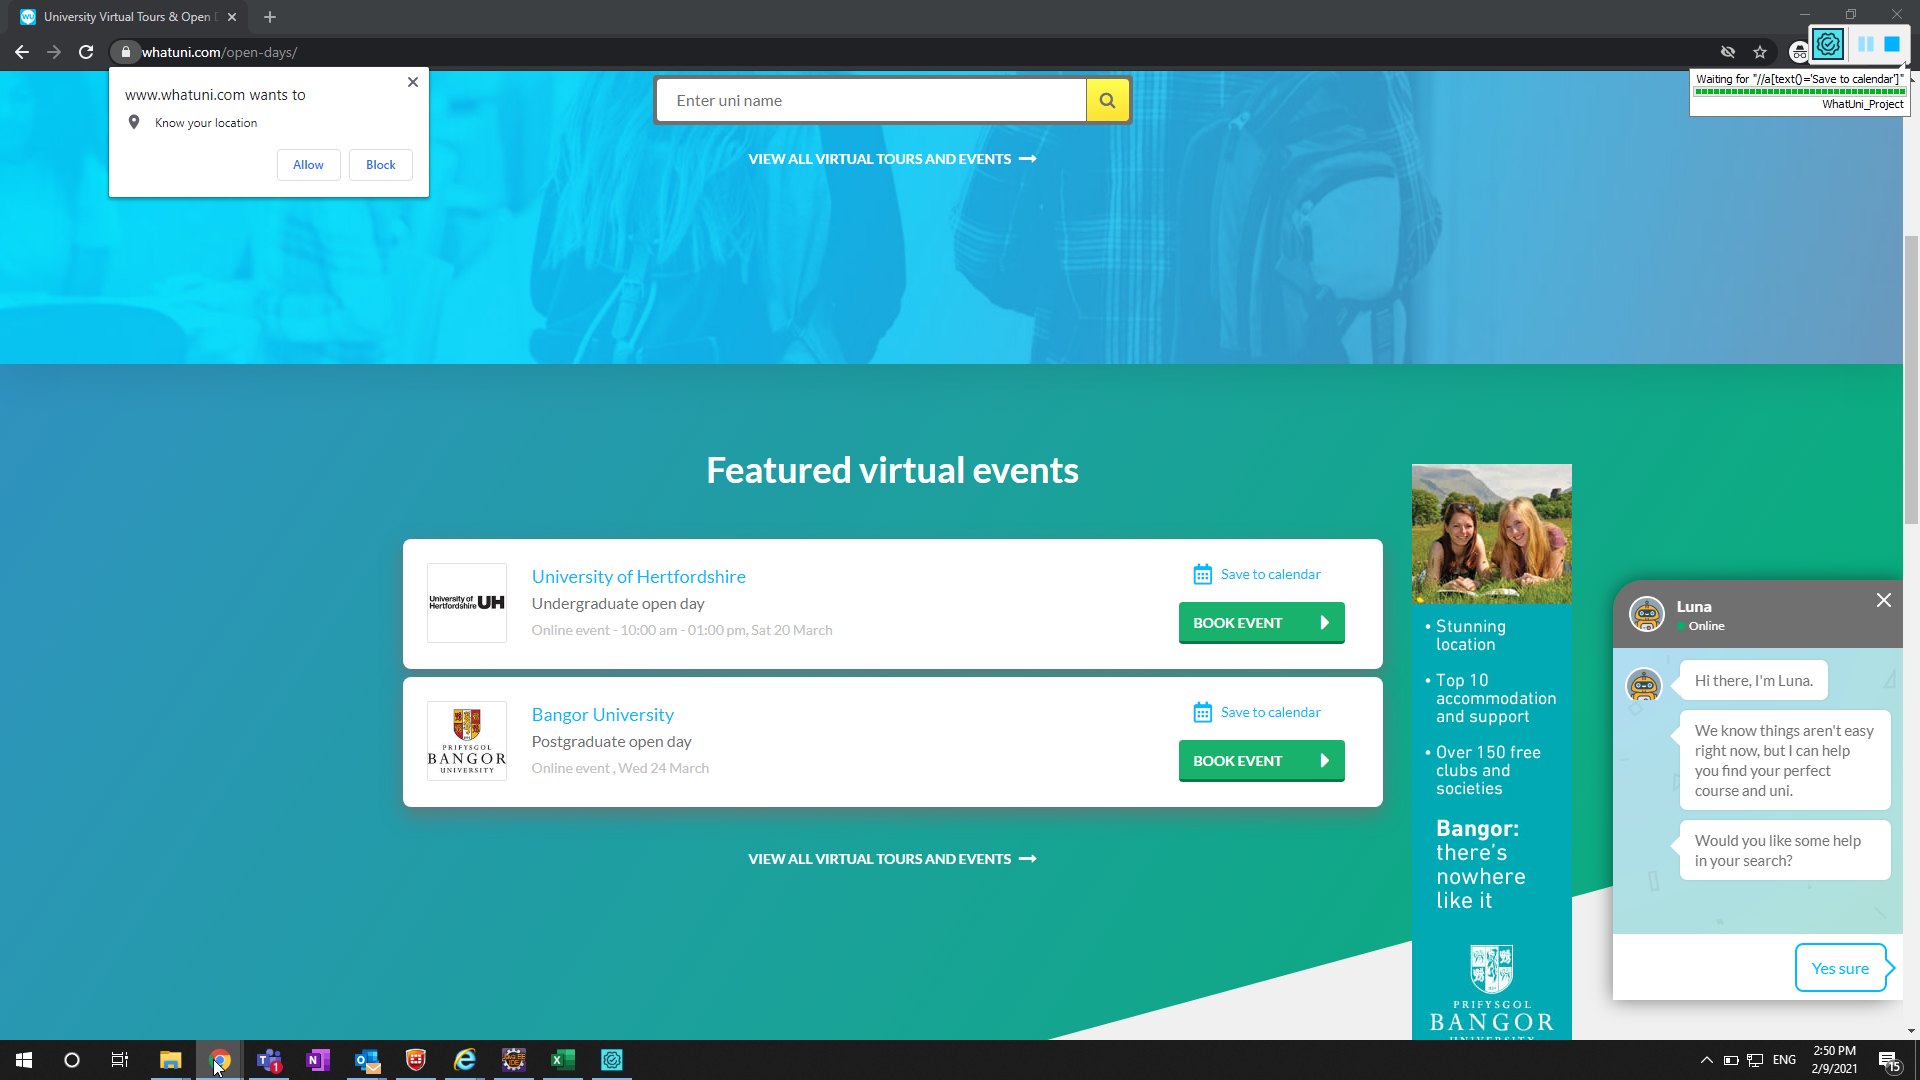 University Virtual Tours & Open D
whatuni.com/open-days/
Waiting for "//a[text()='Save to calendar']"
WhatUni_Project
www.whatuni.com wants to
Know your location
Allow
Block
Enter uni name
VIEW ALL VIRTUAL TOURS AND EVENTS
Featured virtual events
University of Hertfordshire UH
University of Hertfordshire
Undergraduate open day
Online event - 10:00 am - 01:00 pm, Sat 20 March
Save to calendar
BOOK EVENT
PRIFYSGOL
BANGOR
UNIVERSITY
Bangor University
Postgraduate open day
Online event , Wed 24 March
Save to calendar
BOOK EVENT
VIEW ALL VIRTUAL TOURS AND EVENTS
• Stunning
location
• Top 10
accommodation
and support
• Over 150 free
clubs and
societies
Bangor:
there's
nowhere
like it
PRIFYSGOL
BANGOR
UNIVERSITY
Luna
Online
Hi there, I'm Luna.
We know things aren't easy
right now, but I can help
you find your perfect
course and uni.
Would you like some help
in your search?
Yes sure
ENG
2:50 PM
2/9/2021
15